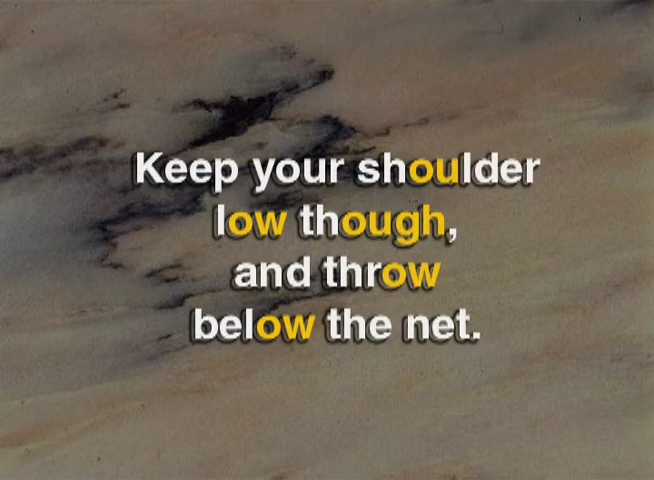 Keep your shoulder
low though,
and throw
below the net.